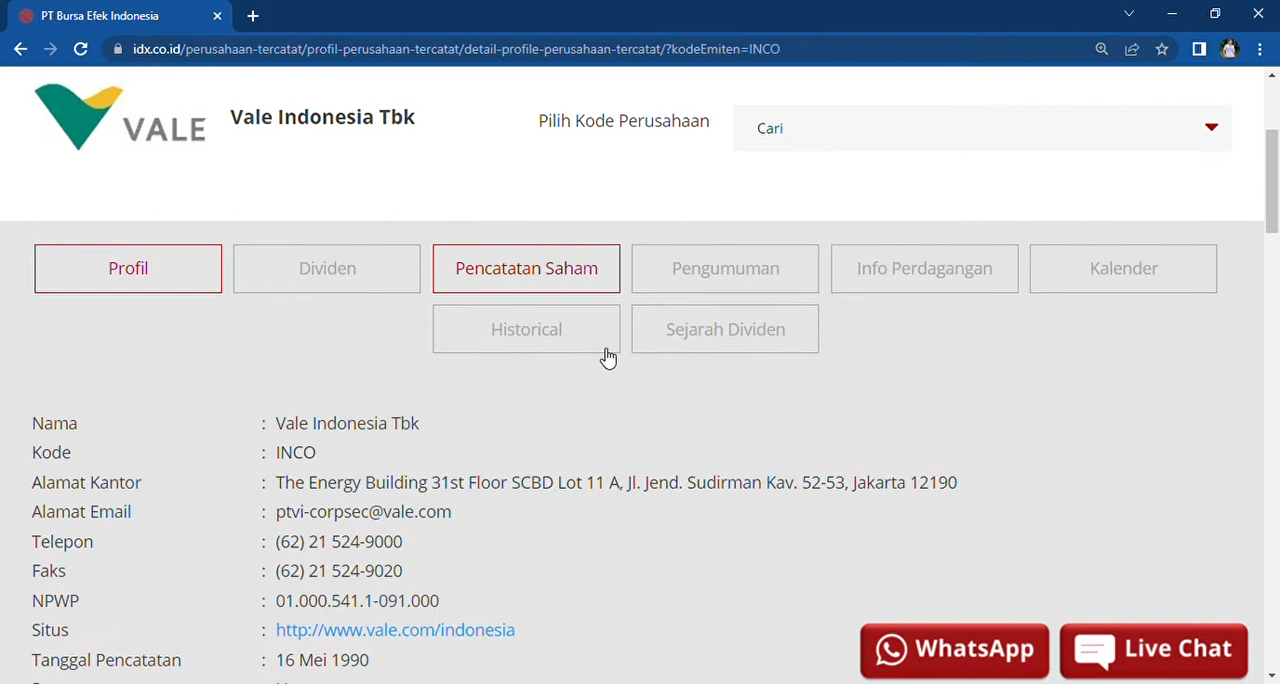 PT Bursa Efek Indonesia
idx.co.id/perusahaan-tercatat/profil-perusahaan-tercatat/detail-profile-perusahaan-tercatat/?kodeEmiten=INCO
VALE
Vale Indonesia Tbk
Pilih Kode Perusahaan
Cari
Profil
Dividen
Pencatatan Saham
Pengumuman
Info Perdagangan
Kalender
Historical
Sejarah Dividen
Nama : Vale Indonesia Tbk
Kode : INCO
Alamat Kantor : The Energy Building 31st Floor SCBD Lot 11 A, Jl. Jend. Sudirman Kav. 52-53, Jakarta 12190
Alamat Email : ptvi-corpsec@vale.com
Telepon : (62) 21 524-9000
Faks : (62) 21 524-9020
NPWP : 01.000.541.1-091.000
Situs : http://www.vale.com/indonesia
Tanggal Pencatatan : 16 Mei 1990
WhatsApp
Live Chat